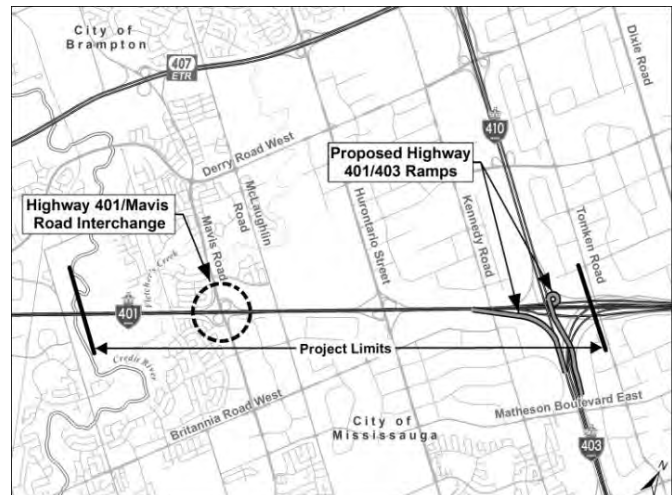 City of
Brampton
407
ETR
Dixie Road
410
Derry Road West
Proposed Highway
401/403 Ramps
Highway 401/Mavis
Road Interchange
Mavis Road
McLaughlin
Road
Hurontario Street
Kennedy Road
Tomken Road
Fletcher's Creek
401
Credit River
Project Limits
Britannia Road West
Matheson Boulevard East
City of
Mississauga
403
N